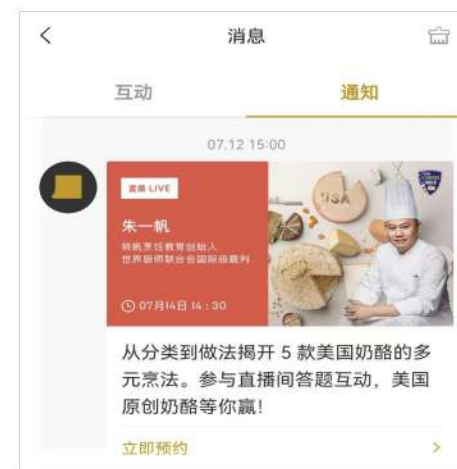 消息
互动
通知
07.12 15:00
直播 LIVE
USA
朱一帆
轶帆烹饪教育创始人
世界厨师联合会国际级裁判
07月14日 14:30
从分类到做法揭开 5 款美国奶酪的多
元烹法。参与直播间答题互动，美国
原创奶酪等你赢！
立即预约